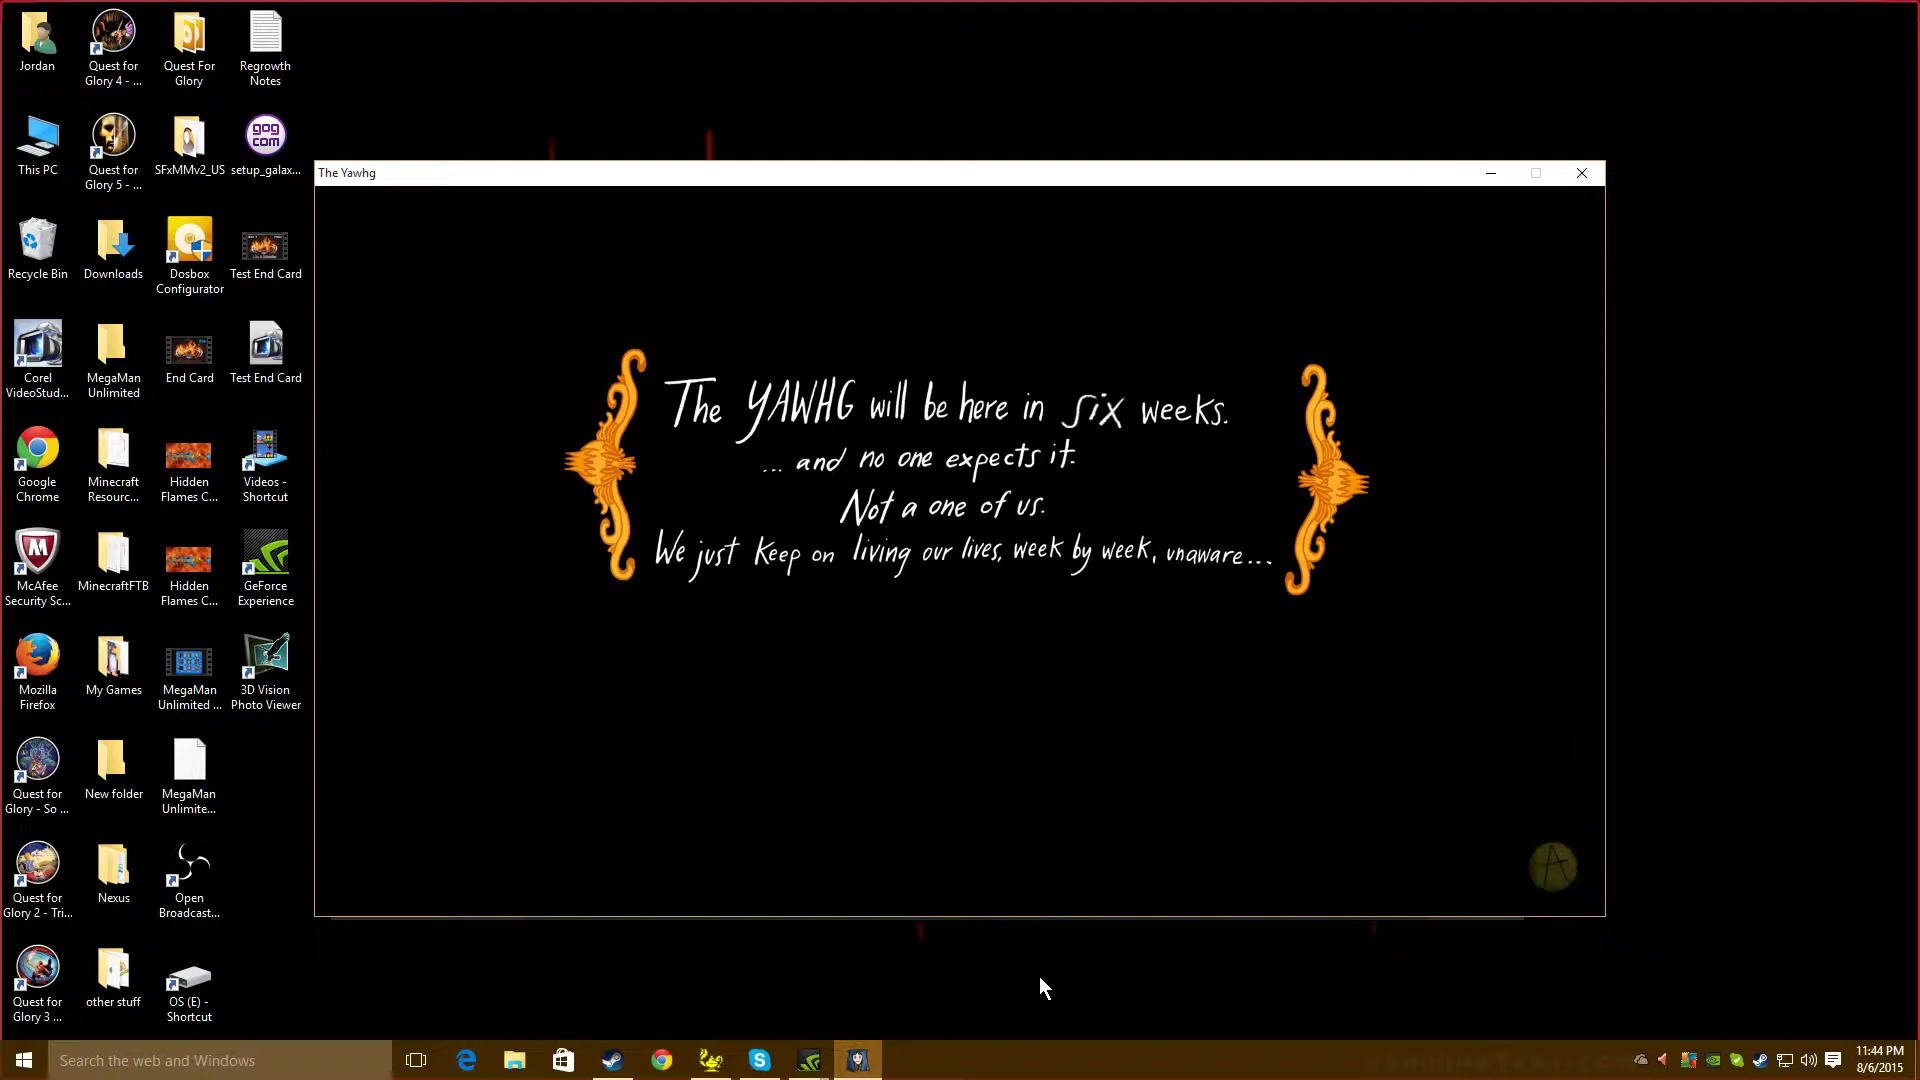 Jordan
Quest for
Glory 4 - ...
Quest For
Glory
Regrowth
Notes
This PC
Quest for
Glory 5 - ...
SFxMMv2_US
gog
com
setup_galax...
The Yawhg
Recycle Bin
Downloads
Dosbox
Configurator
Test End Card
Corel
VideoStud...
MegaMan
Unlimited
End Card
Test End Card
The YAWHG will be here in six weeks.
... and no one expects it.
Not a one of us.
We just keep on living our lives, week by week, unaware...
Google
Chrome
Minecraft
Resourc...
Hidden
Flames C...
Videos -
Shortcut
McAfee
Security Sc...
MinecraftFTB
Hidden
Flames C...
GeForce
Experience
Mozilla
Firefox
My Games
MegaMan
Unlimited ...
3D Vision
Photo Viewer
Quest for
Glory - So ...
New folder
MegaMan
Unlimite...
A
Quest for
Glory 2 - Tri...
Nexus
Open
Broadcast...
Quest for
Glory 3 ...
other stuff
OS (E) -
Shortcut
Search the web and Windows
11:44 PM
8/6/2015